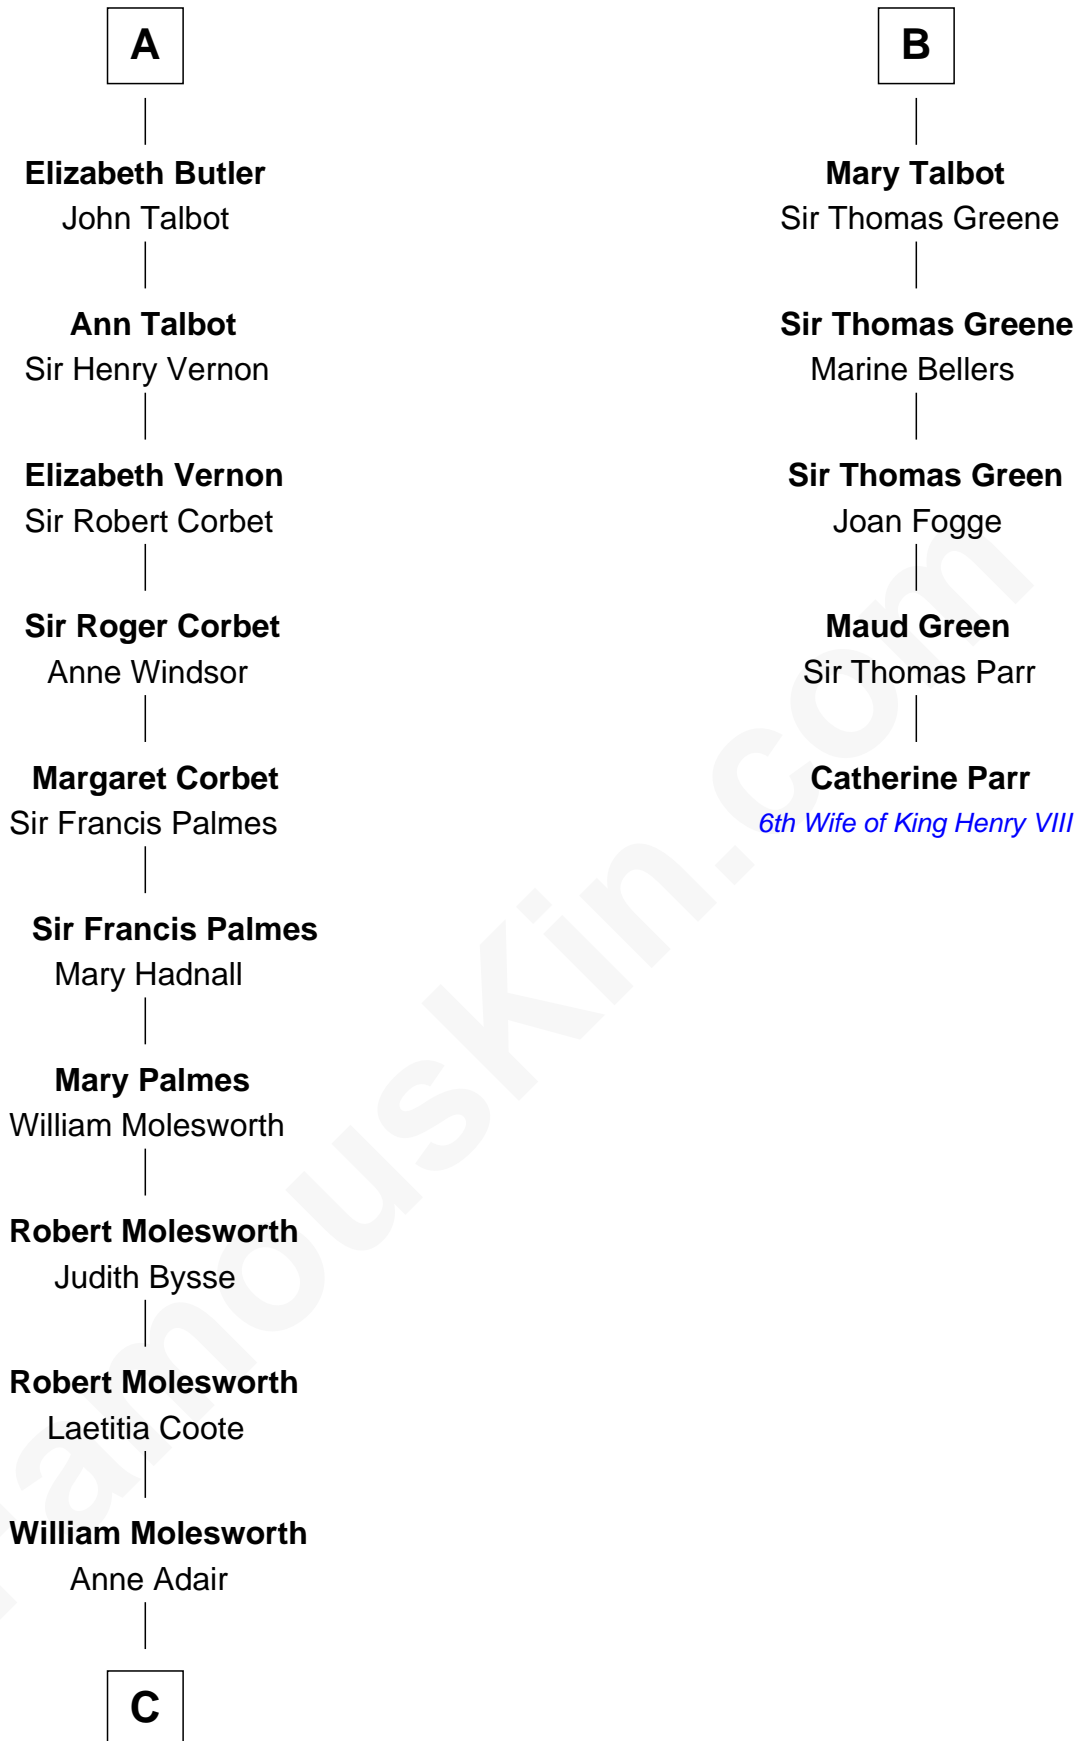 A
Elizabeth Butler
John Talbot
Ann Talbot
Sir Henry Vernon
Elizabeth Vernon
Sir Robert Corbet
Sir Roger Corbet
Anne Windsor
Margaret Corbet
Sir Francis Palmes
Sir Francis Palmes
Mary Hadnall
Mary Palmes
William Molesworth
Robert Molesworth
Judith Bysse
Robert Molesworth
Laetitia Coote
William Molesworth
Anne Adair
C
B
Mary Talbot
Sir Thomas Greene
Sir Thomas Greene
Marine Bellers
Sir Thomas Green
Joan Fogge
Maud Green
Sir Thomas Parr
Catherine Parr
6th Wife of King Henry VIII
FamousKin.com